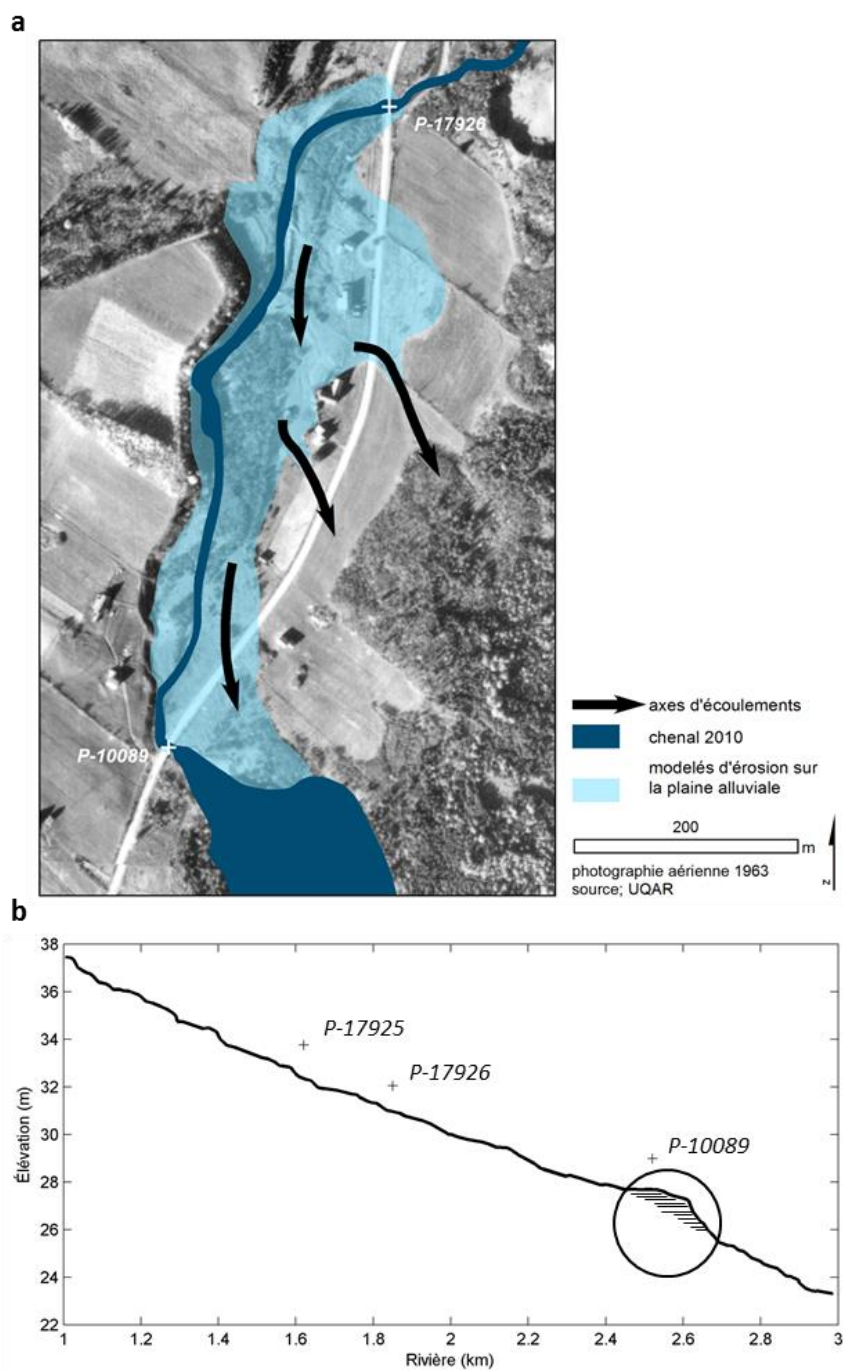 a
P-17926
P-10089
axes d'écoulements
chenal 2010
modelés d'érosion sur
la plaine alluviale
200
m
photographie aérienne 1963
source; UQAR
z
b
38
36
34
32
30
28
26
24
22
Élévation (m)
P-17925
P-17926
P-10089
1
1.2
1.4
1.6
1.8
2
2.2
2.4
2.6
2.8
3
Rivière (km)